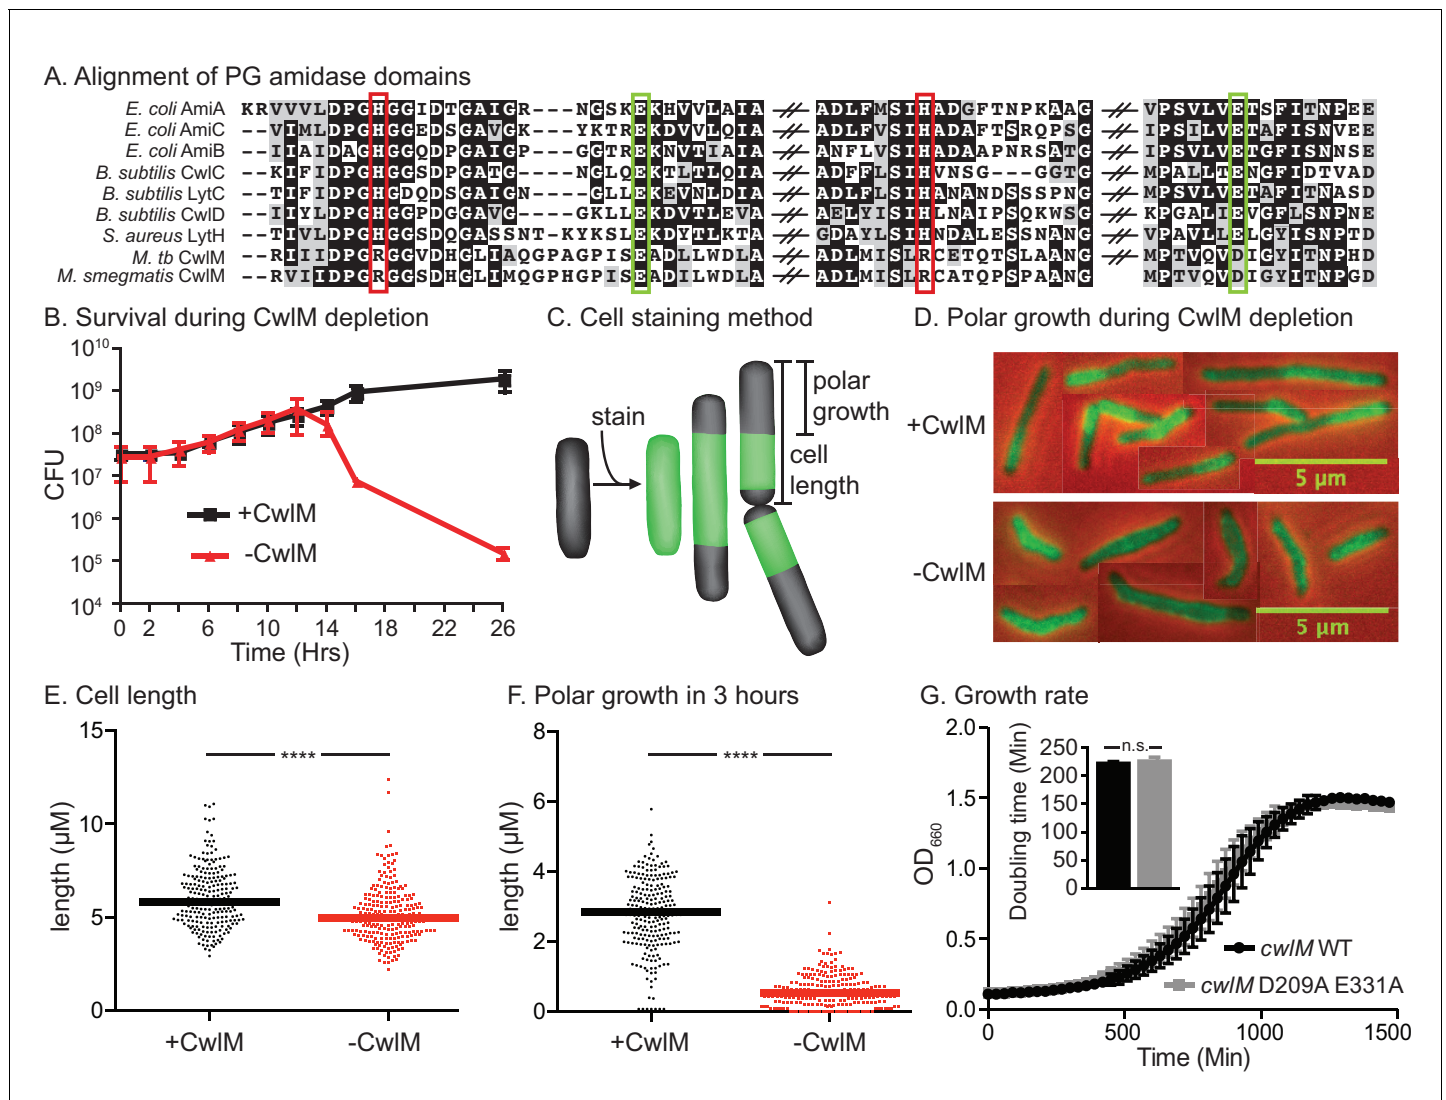 A. Alignment of PG amidase domains
E. coli AmiA KRVVVLDPGHGGIDTGAIGR---NGSKEKHVVLAIA ADLFMSIHADGFTNPKAAG VPSVLVETSFITNPEE
E. coli AmiC --VIMLDPGHGGEDSGAVGK---YKTREKDVVLQIA ADLFVSIHADAFTSRQPSG IPSILVETAFISNVEE
E. coli AmiB --IIAIDAGHGGQDPGAIGP---GGTREKNVTIAIA ANFLVSIHADAAPNRSATG MPSVLVETGFISNNSE
B. subtilis CwlC --KIFIDPGHGGSDPGATG----NGLQEKTLTLQIA ADFFLSIHVNSG---GGTG MPALLTENGFIDTVAD
B. subtilis LytC --TIFIDPGHGDQDSGAIGN----GLLEKEVNLDIA ADLFLSIHANANDSSSPNG MPSVLVETAFITNASD
B. subtilis CwlD --IIYLDPGHGGPDGGAVG-----GKLLEKDVTLEVA AELYISIHLNAIPSQKWSG KPGALIEVGFLSNPNE
S. aureus LytH --TIVLDPGHGGSDQGASSNT-KYKSLEKDYTLKTA GDAYLSIHNDALESSNANG VPAVLLELGYISNPTD
M. tb CwlM --RIIIDPGRGGVDHGLIAQGPAGPISEADLLWDLA ADLMISLRCETQTSLAANG MPTVQVDIGYITNPHD
M. smegmatis CwlM --RVIIDPGRGGSDHGLIMQGPHGPISEADILWDLA ADLMISLRCATQPSPAANG MPTVQVDIGYITNPGD
B. Survival during CwlM depletion
CFU
10¹⁰
10⁹
10⁸
10⁷
10⁶
10⁵
10⁴
+CwlM
-CwlM
0 2 6 10 14 18 22 26
Time (Hrs)
C. Cell staining method
stain
polar
growth
cell
length
D. Polar growth during CwlM depletion
+CwlM
5 µm
-CwlM
5 µm
E. Cell length
length (µM)
15
10
5
0
****
+CwlM -CwlM
F. Polar growth in 3 hours
length (µM)
8
6
4
2
0
****
+CwlM -CwlM
G. Growth rate
OD₆₆₀
2.0
1.5
1.0
0.5
0.0
Doubling time (Min)
250
200
150
100
50
0
n.s.
cwlM WT
cwlM D209A E331A
0 500 1000 1500
Time (Min)